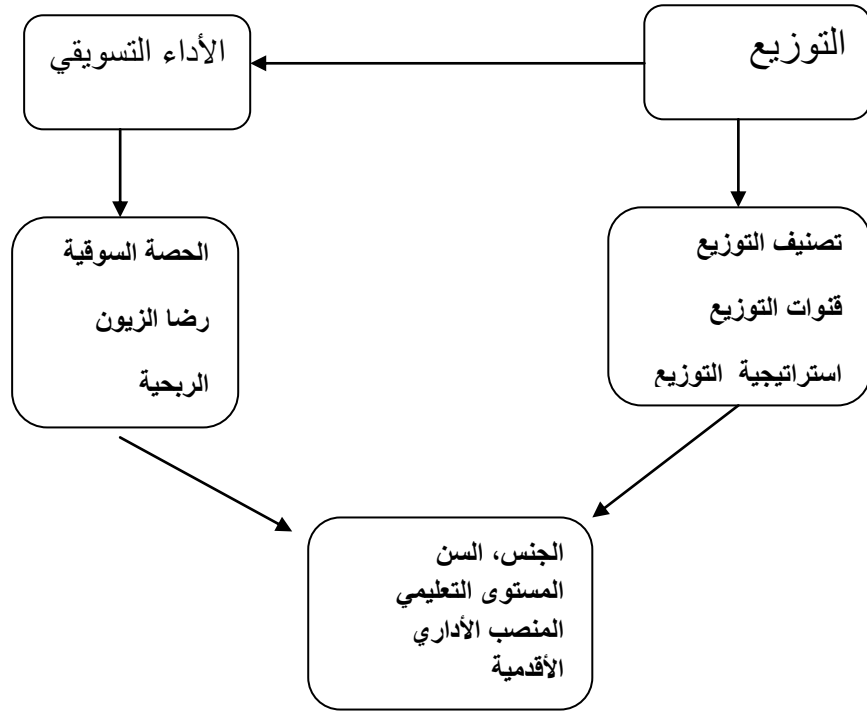 التوزيع
الأداء التسويقي
تصنيف التوزيع
قنوات التوزيع
استراتيجية التوزيع
الحصة السوقية
رضا الزبون
الربحية
الجنس، السن
المستوى التعليمي
المنصب الأداري
الأقدمية